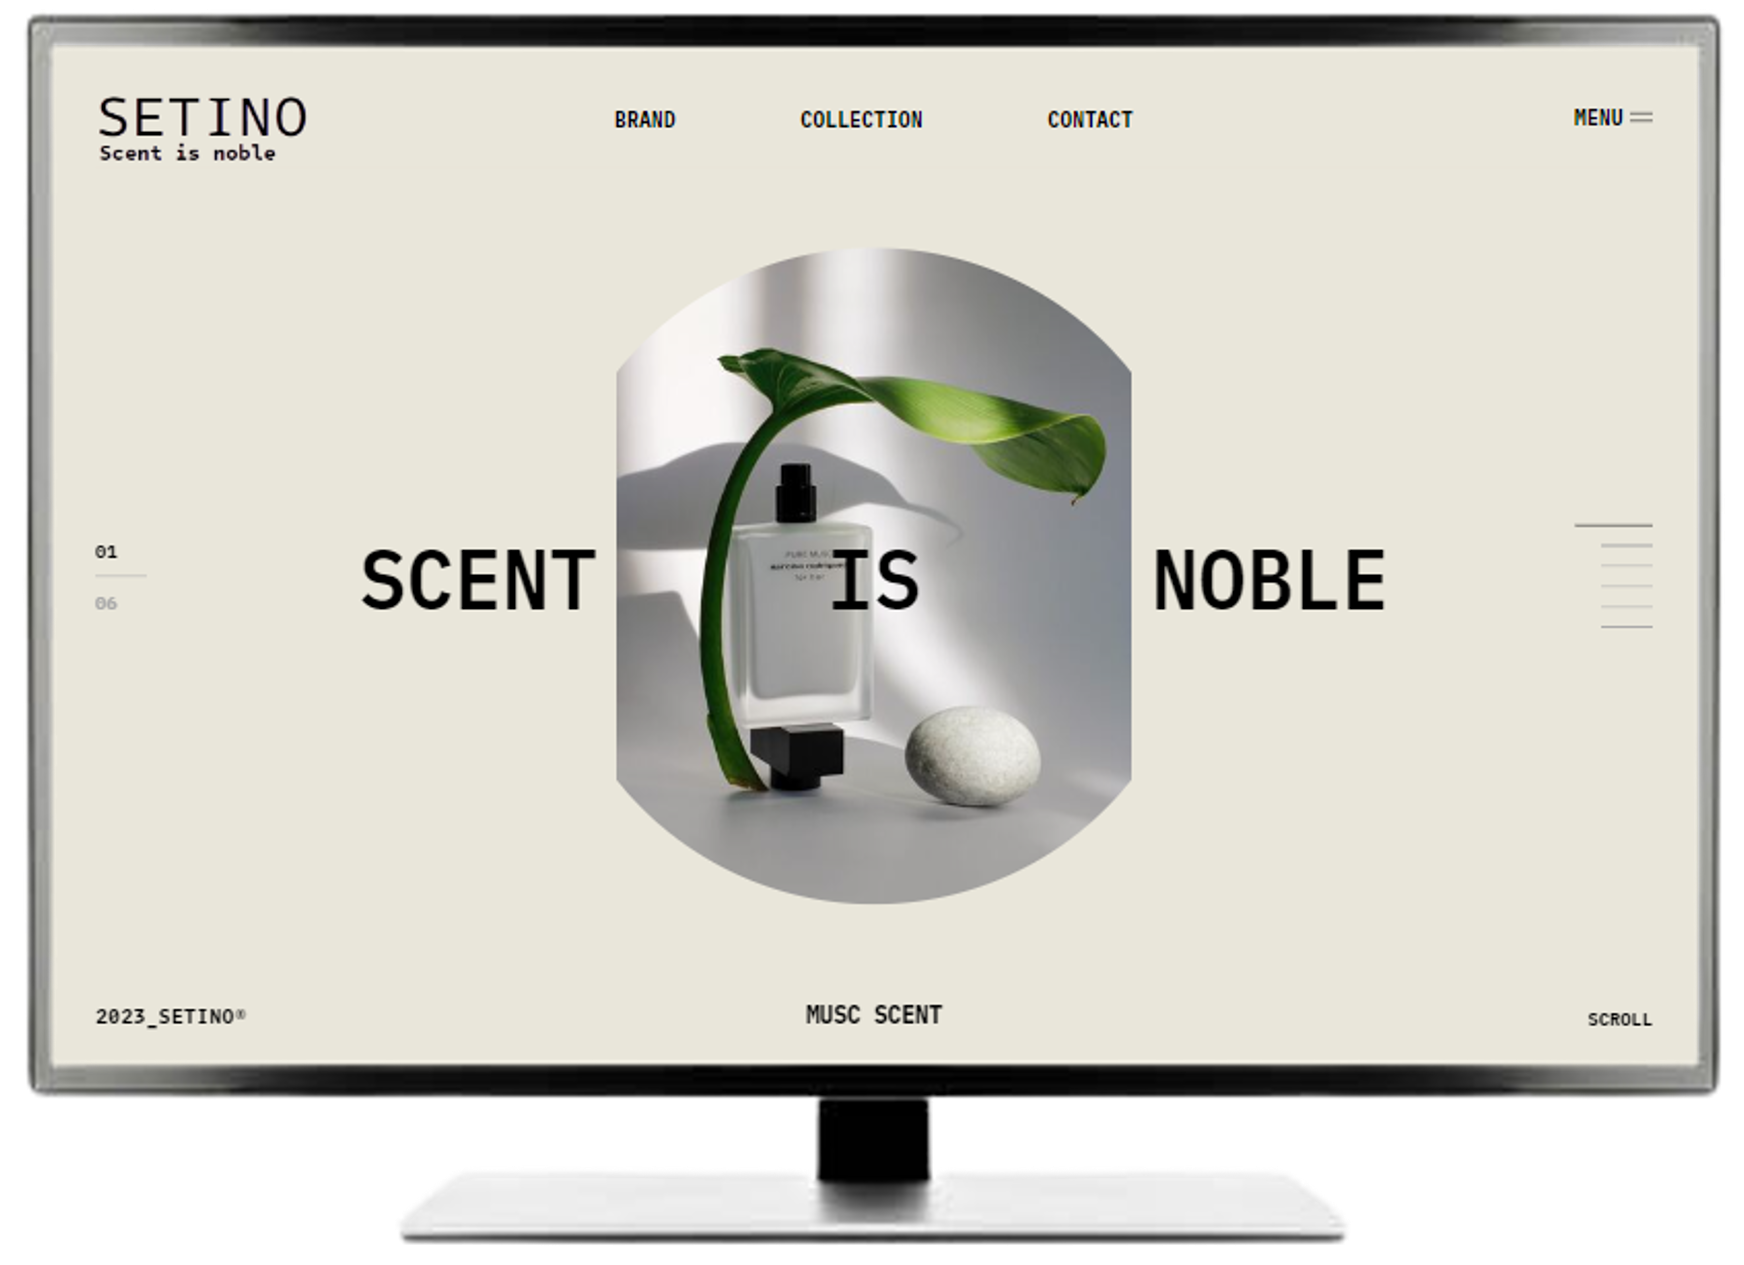 SETINO
Scent is noble
BRAND
COLLECTION
CONTACT
MENU
PURE MUSC
narciso rodriguez
for her
SCENT IS NOBLE
01
06
2023_SETINO®
MUSC SCENT
SCROLL